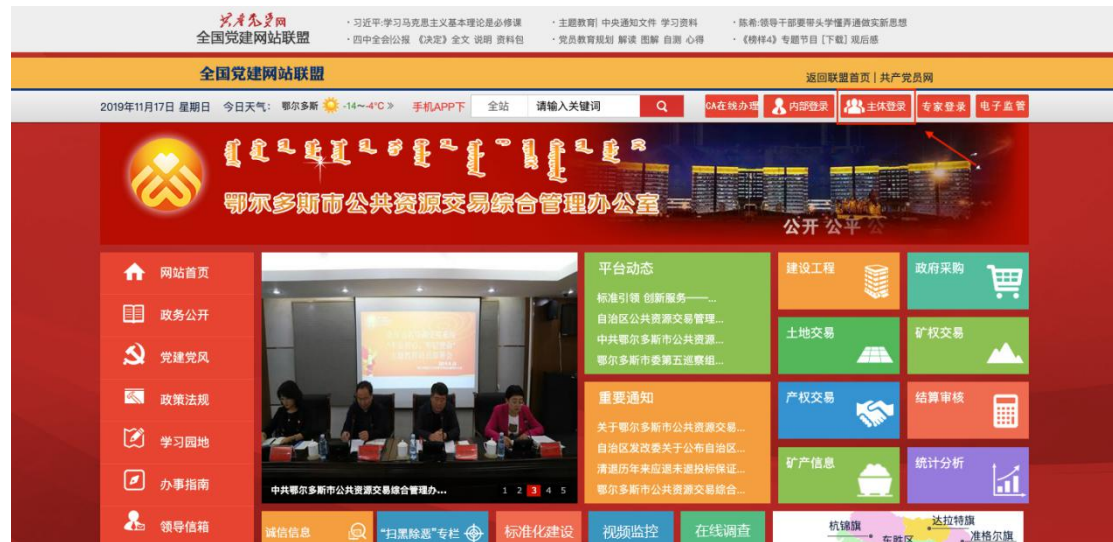 共产党员网
全国党建网站联盟
· 习近平:学习马克思主义基本理论是必修课
· 主题教育| 中央通知文件 学习资料
· 陈希:领导干部要带头学懂弄通做实新思想
· 四中全会|公报 《决定》全文 说明 资料包
· 党员教育规划 解读 图解 自测 心得
· 《榜样4》专题节目 [下载] 观后感
全国党建网站联盟
返回联盟首页 | 共产党员网
2019年11月17日 星期日 今日天气: 鄂尔多斯 -14~-4°C » 手机APP下 全站 请输入关键词 CA在线办理 内部登录 主体登录 专家登录 电子监管
鄂尔多斯市公共资源交易综合管理办公室
公开 公平 公
网站首页
政务公开
党建党风
政策法规
学习园地
办事指南
领导信箱
中共鄂尔多斯市公共资源交易综合管理办... 1 2 3 4 5
平台动态
标准引领 创新服务——...
自治区公共资源交易管理...
中共鄂尔多斯市公共资源...
鄂尔多斯市委第五巡察组...
重要通知
关于鄂尔多斯市公共资源交易...
自治区发改委关于公布自治区...
清退历年来应退未退投标保证...
鄂尔多斯市公共资源交易综合...
建设工程
政府采购
土地交易
矿权交易
产权交易
结算审核
矿产信息
统计分析
诚信信息
“扫黑除恶”专栏
标准化建设
视频监控
在线调查
杭锦旗
达拉特旗
东胜区
准格尔旗